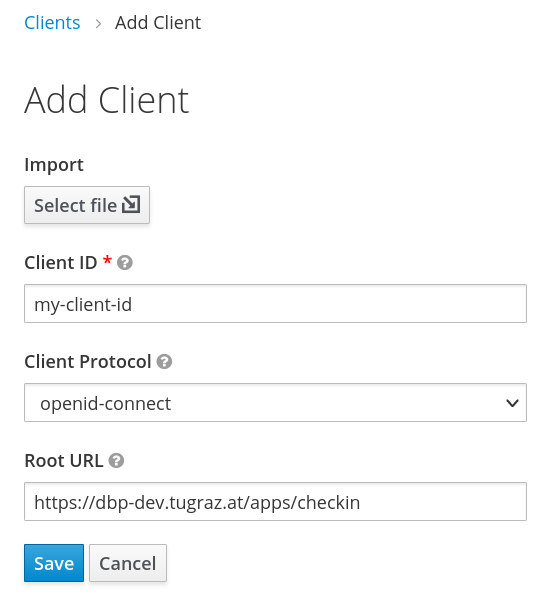 Clients > Add Client
Add Client
Import
Select file
Client ID *
my-client-id
Client Protocol
openid-connect
Root URL
https://dbp-dev.tugraz.at/apps/checkin
Save Cancel